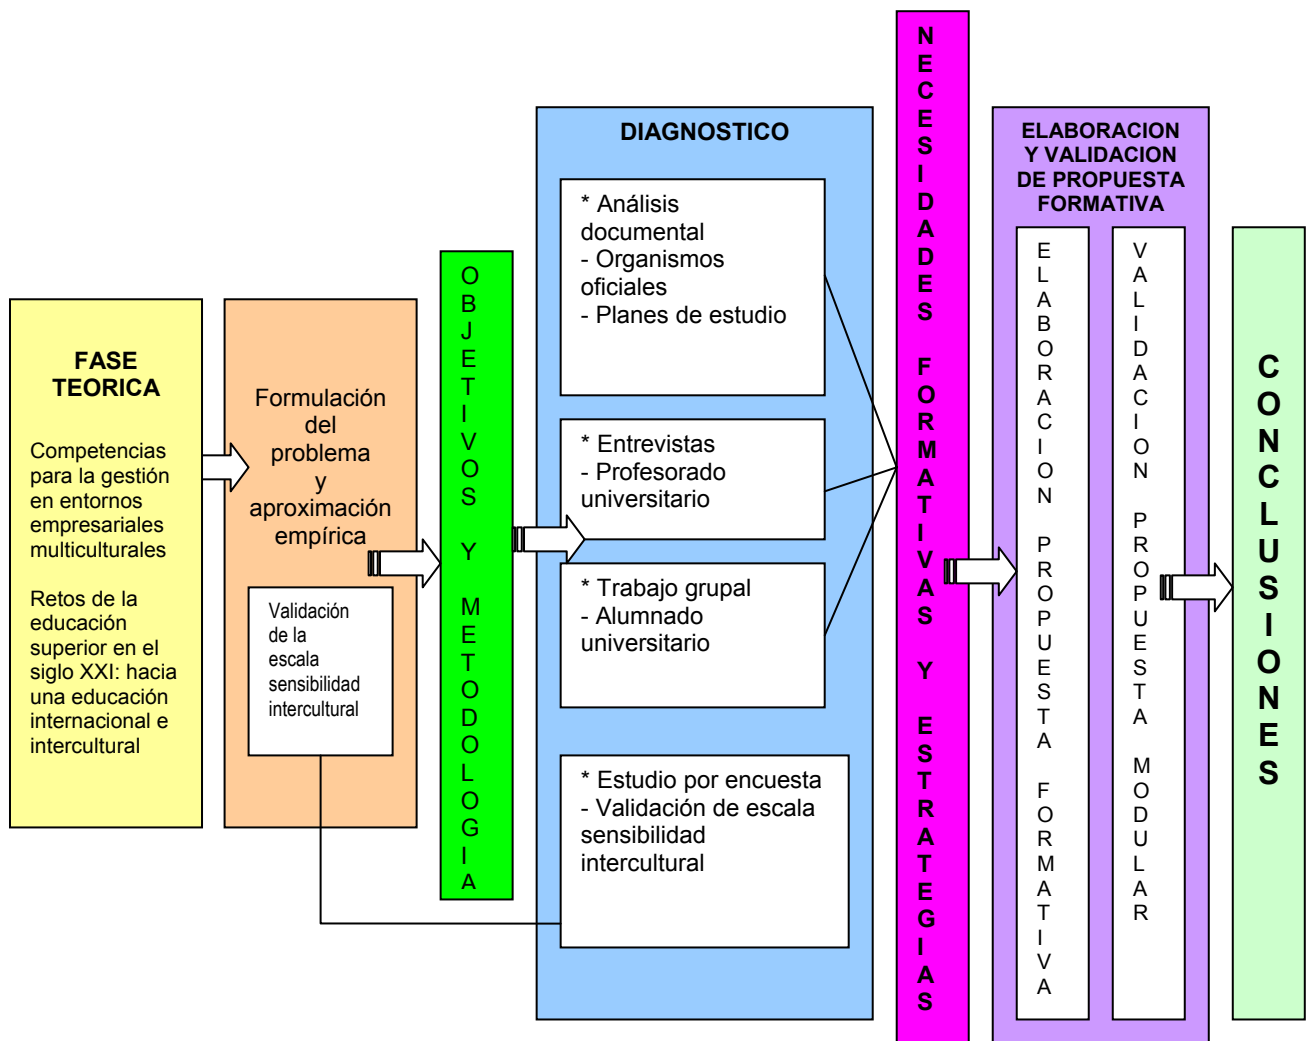 FASE
TEORICA
Competencias
para la gestión
en entornos
empresariales
multiculturales
Retos de la
educación
superior en el
siglo XXI: hacia
una educación
internacional e
intercultural
Formulación
del
problema
y
aproximación
empírica
Validación
de la
escala
sensibilidad
intercultural
OBJETIVOS Y METODOLOGIA
DIAGNOSTICO
* Análisis
documental
- Organismos
oficiales
- Planes de estudio
* Entrevistas
- Profesorado
universitario
* Trabajo grupal
- Alumnado
universitario
* Estudio por encuesta
- Validación de escala
sensibilidad
intercultural
NECESIDADES FORMATIVAS Y ESTRATEGIAS
ELABORACION
Y VALIDACION
DE PROPUESTA
FORMATIVA
ELABORACION PROPUESTA FORMATIVA
VALIDACION PROPUESTA MODULAR
CONCLUSIONES